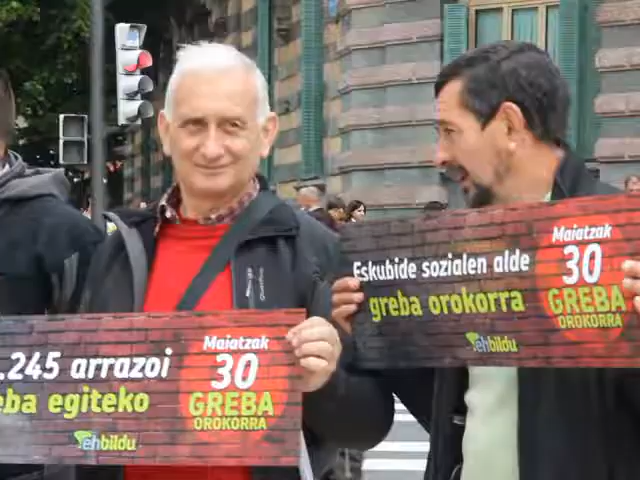 .245 arrazoi
eba egiteko
Maiatzak
30
GREBA
OROKORRA
ehbildu
Eskubide sozialen alde
greba orokorra
Maiatzak
30
GREBA
OROKORRA
ehbildu